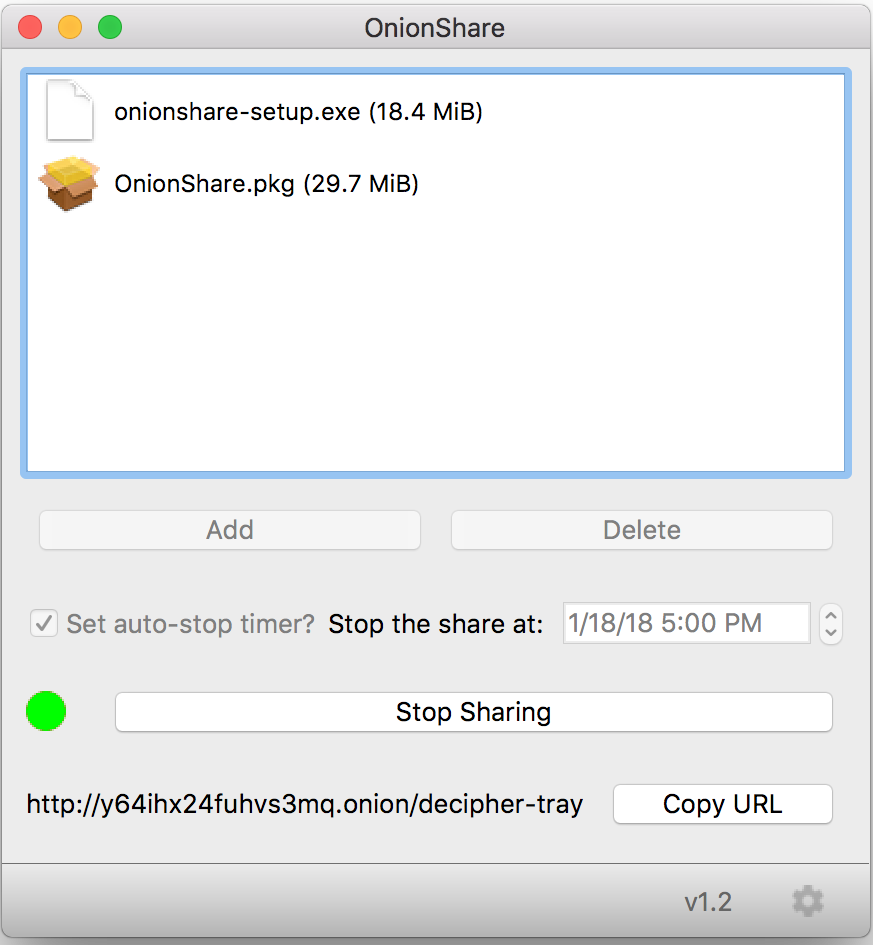 OnionShare
onionshare-setup.exe (18.4 MiB)
OnionShare.pkg (29.7 MiB)
Add Delete
Set auto-stop timer? Stop the share at: 1/18/18 5:00 PM
Stop Sharing
http://y64ihx24fuhvs3mq.onion/decipher-tray Copy URL
v1.2